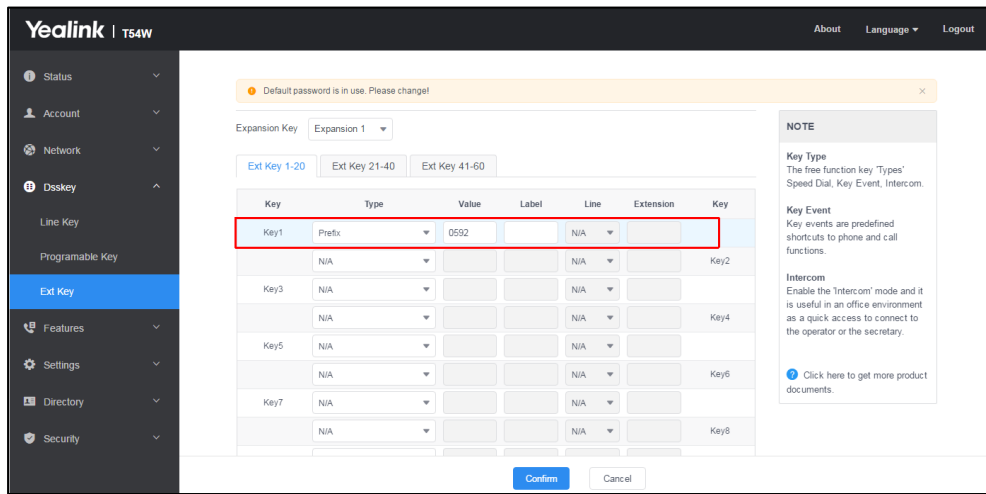 Yealink | T54W
About Language Logout
Status
Account
Network
Dsskey
Line Key
Programable Key
Ext Key
Features
Settings
Directory
Security
Default password is in use. Please change!
Expansion Key Expansion 1
Ext Key 1-20 Ext Key 21-40 Ext Key 41-60
Key Type Value Label Line Extension Key
Key1 Prefix 0592 N/A
N/A N/A Key2
Key3 N/A N/A
N/A N/A Key4
Key5 N/A N/A
N/A N/A Key6
Key7 N/A N/A
N/A N/A Key8
Confirm Cancel
NOTE
Key Type
The free function key 'Types'
Speed Dial, Key Event, Intercom.
Key Event
Key events are predefined
shortcuts to phone and call
functions.
Intercom
Enable the 'Intercom' mode and it
is useful in an office environment
as a quick access to connect to
the operator or the secretary.
Click here to get more product
documents.